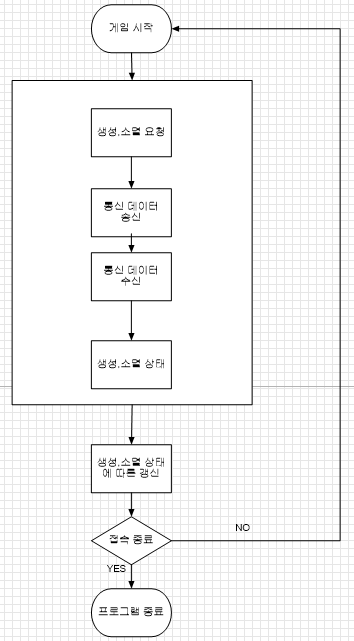 게임 시작
생성,소멸 요청
통신 데이터
송신
통신 데이터
수신
생성,소멸 상태
생성,소멸 상태
에 따른 갱신
접속 종료
NO
YES
프로그램 종료